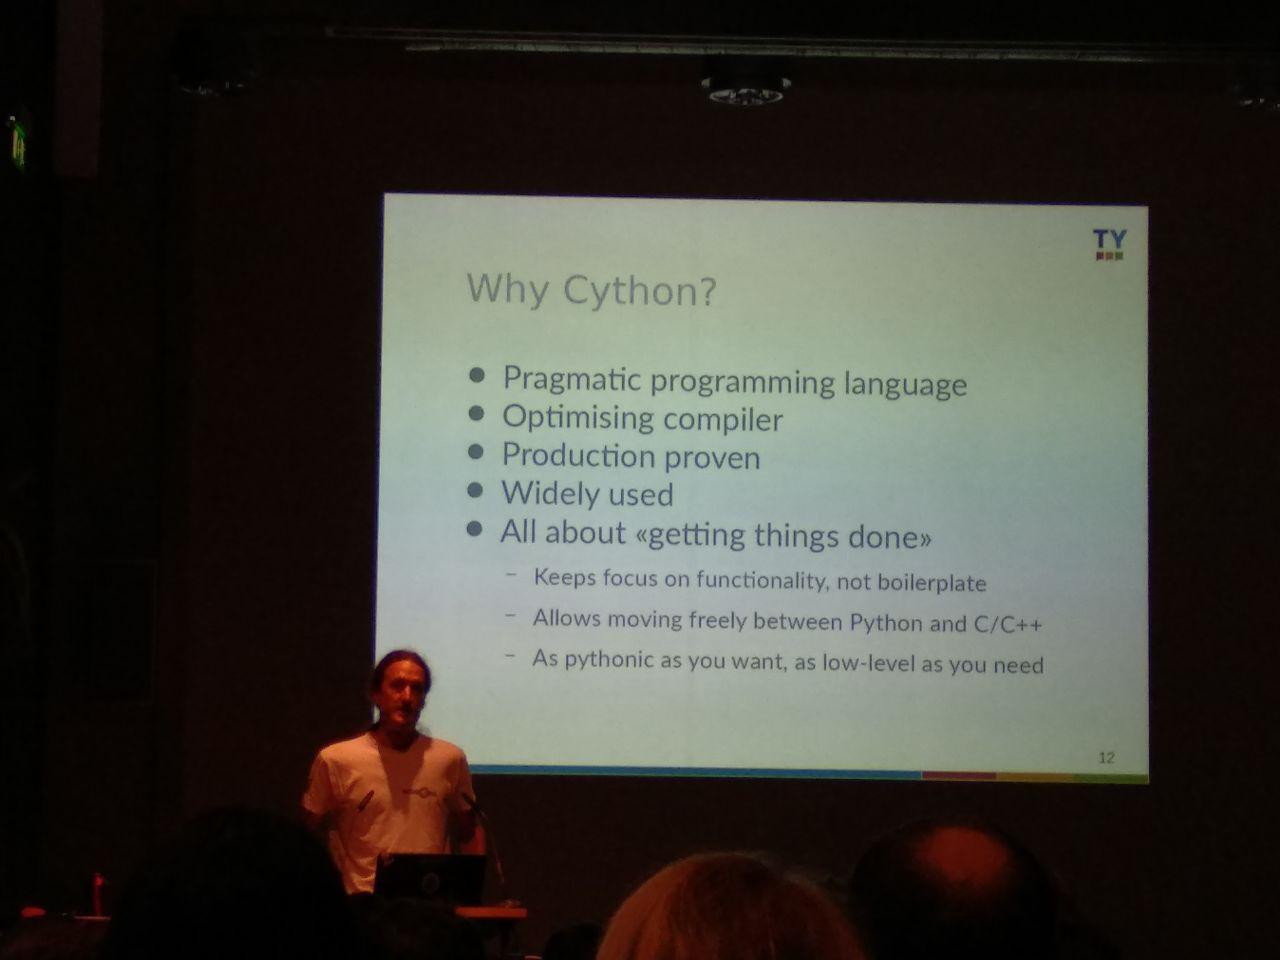 TY
Why Cython?
● Pragmatic programming language
● Optimising compiler
● Production proven
● Widely used
● All about «getting things done»
– Keeps focus on functionality, not boilerplate
– Allows moving freely between Python and C/C++
– As pythonic as you want, as low-level as you need
12